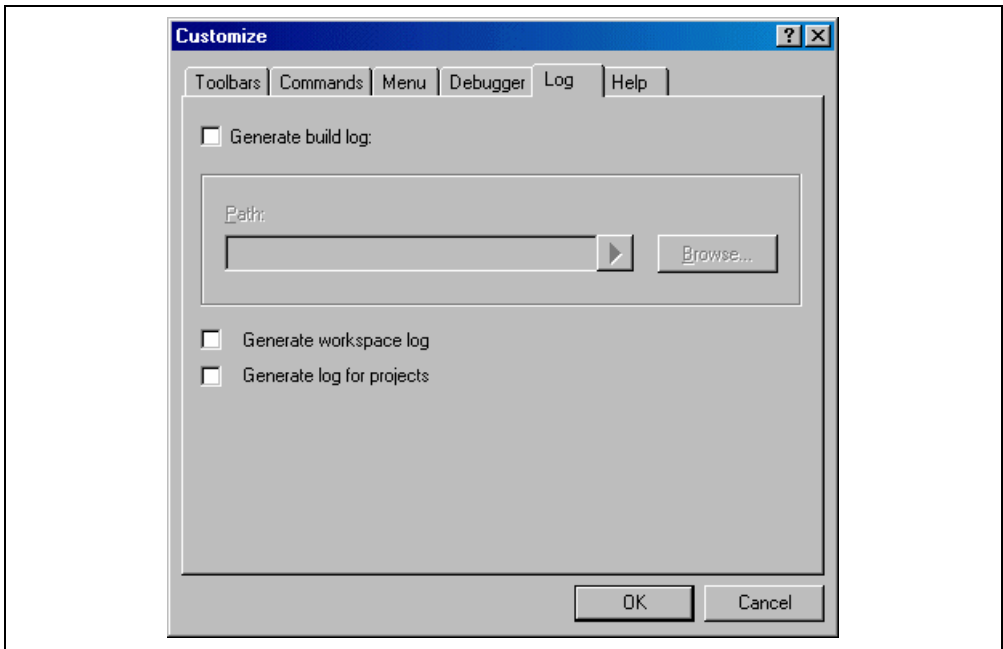 Customize
Toolbars Commands Menu Debugger Log Help
Generate build log:
Path:
Browse...
Generate workspace log
Generate log for projects
OK Cancel